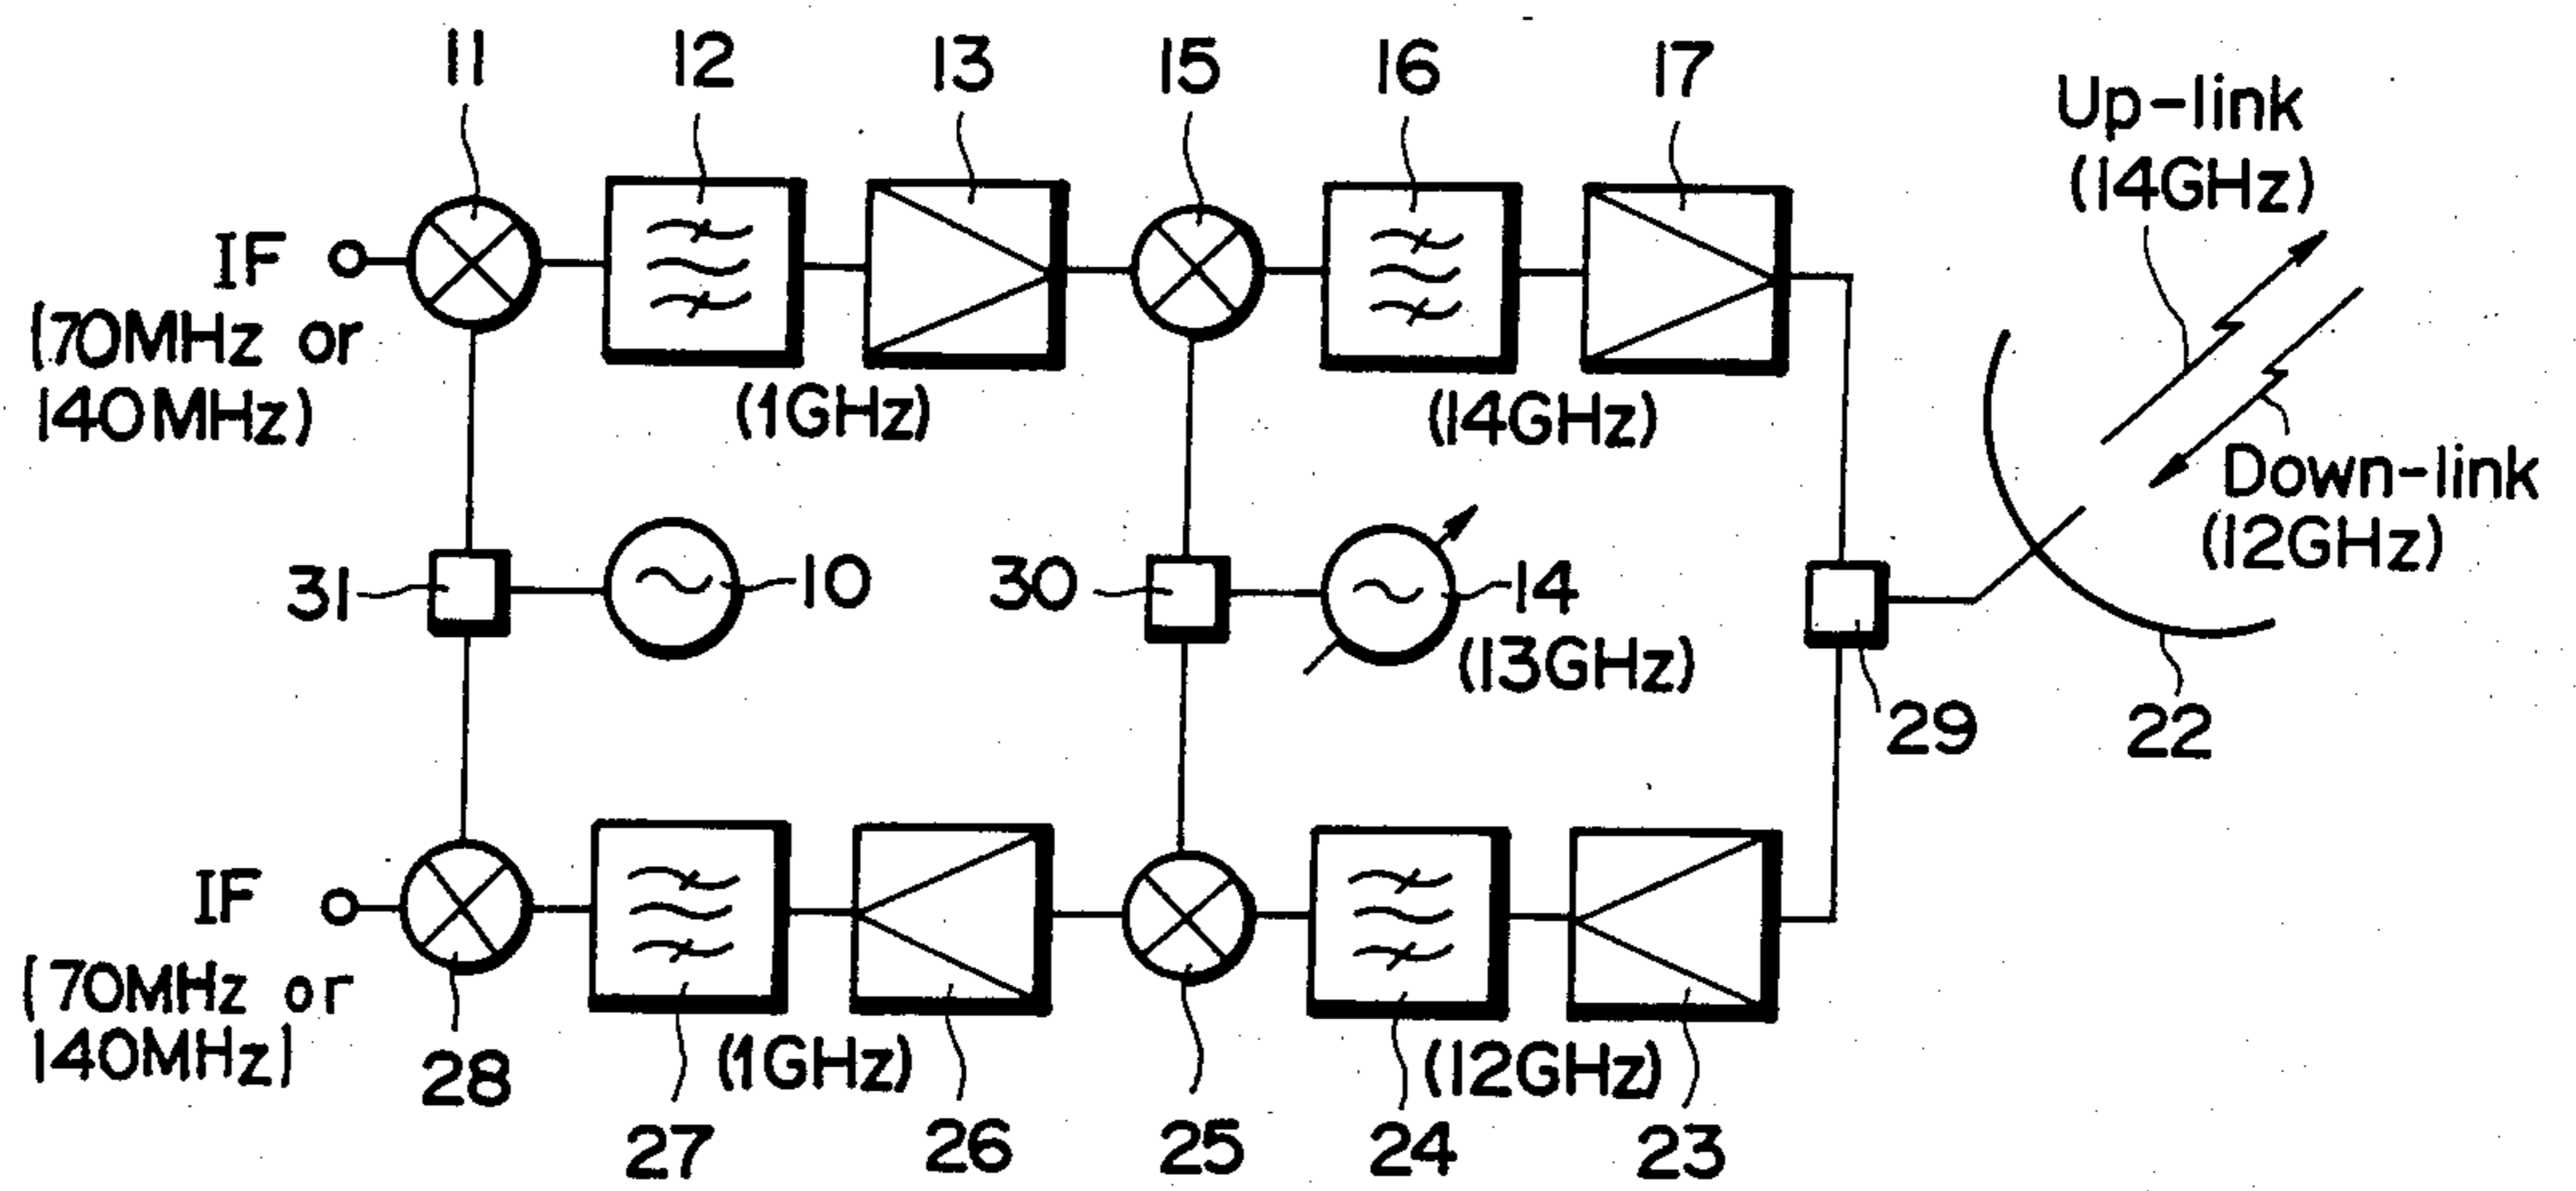 11
12
13
15
16
17
Up-link
(14GHz)
IF
(70MHz or
140MHz)
(1GHz)
(14GHz)
Down-link
(12GHz)
31
10
30
14
(13GHz)
29
22
IF
(70MHz or
140MHz)
28
(1GHz)
(12GHz)
27
26
25
24
23